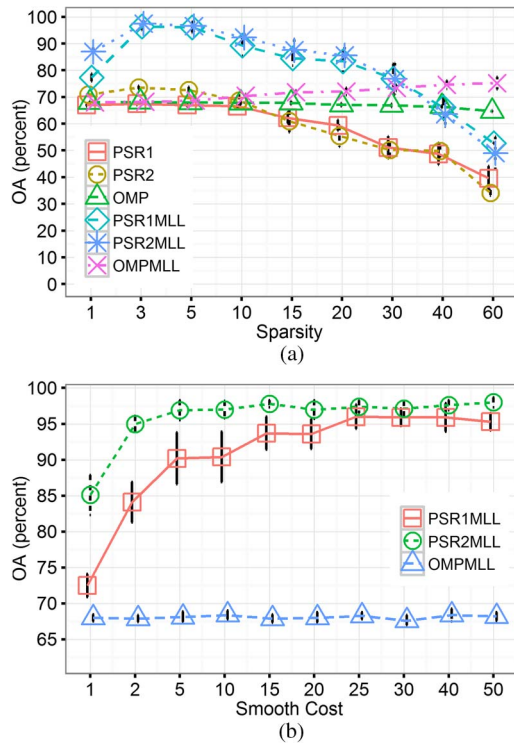 100
90
80
70
60
50
40
30
20
10
0
OA (percent)
PSR1
PSR2
OMP
PSR1MLL
PSR2MLL
OMPMLL
1 3 5 10 15 20 30 40 60
Sparsity
(a)
100
95
90
85
80
75
70
65
OA (percent)
PSR1MLL
PSR2MLL
OMPMLL
1 2 5 10 15 20 25 30 40 50
Smooth Cost
(b)